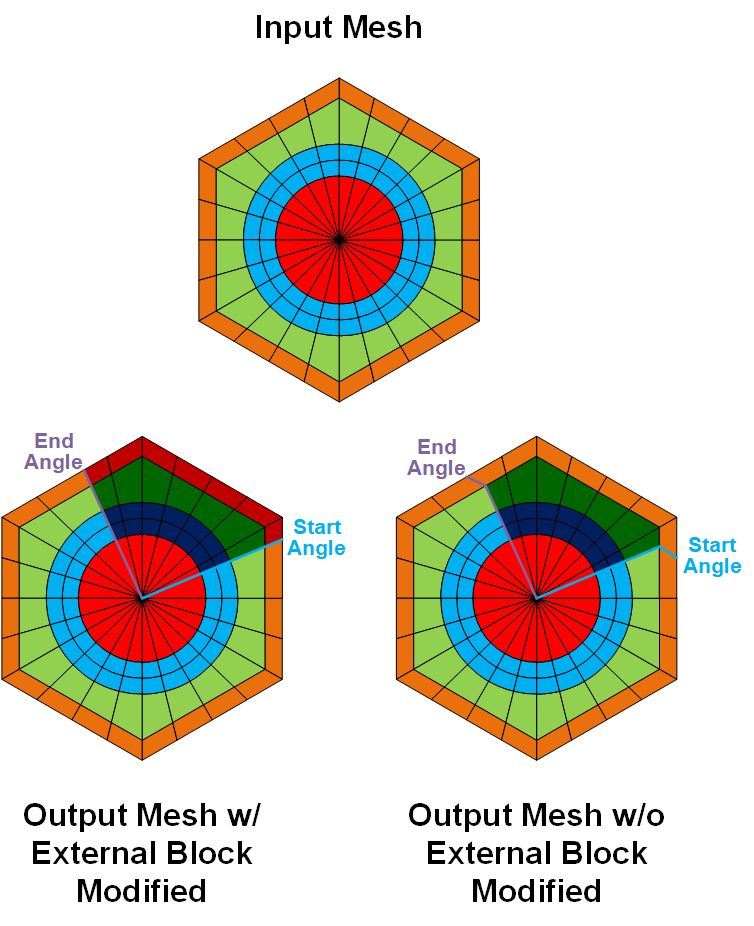 Input Mesh
End
Angle
Start
Angle
Output Mesh w/
External Block
Modified
End
Angle
Start
Angle
Output Mesh w/o
External Block
Modified